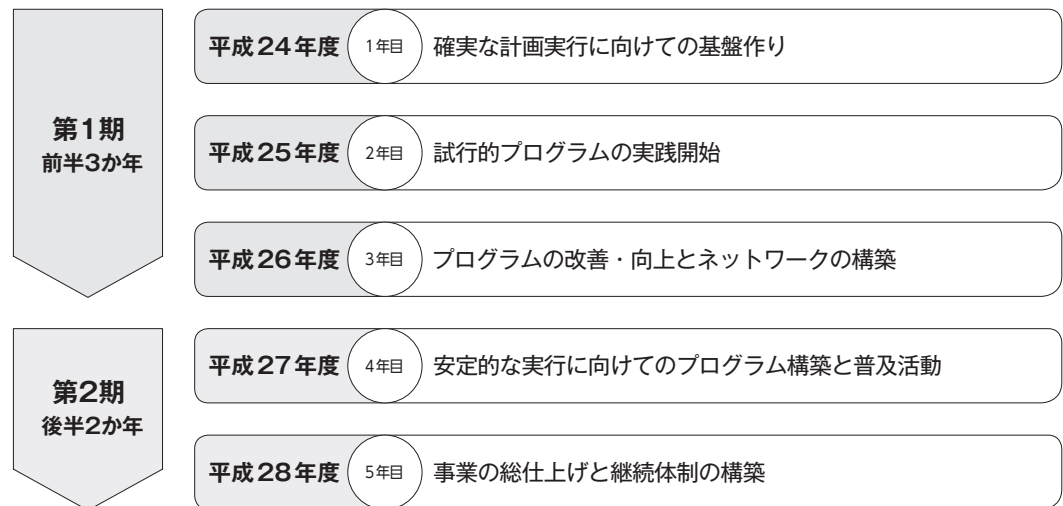 第1期
前半3か年
平成24年度 1年目 確実な計画実行に向けての基盤作り
平成25年度 2年目 試行的プログラムの実践開始
平成26年度 3年目 プログラムの改善・向上とネットワークの構築
第2期
後半2か年
平成27年度 4年目 安定的な実行に向けてのプログラム構築と普及活動
平成28年度 5年目 事業の総仕上げと継続体制の構築